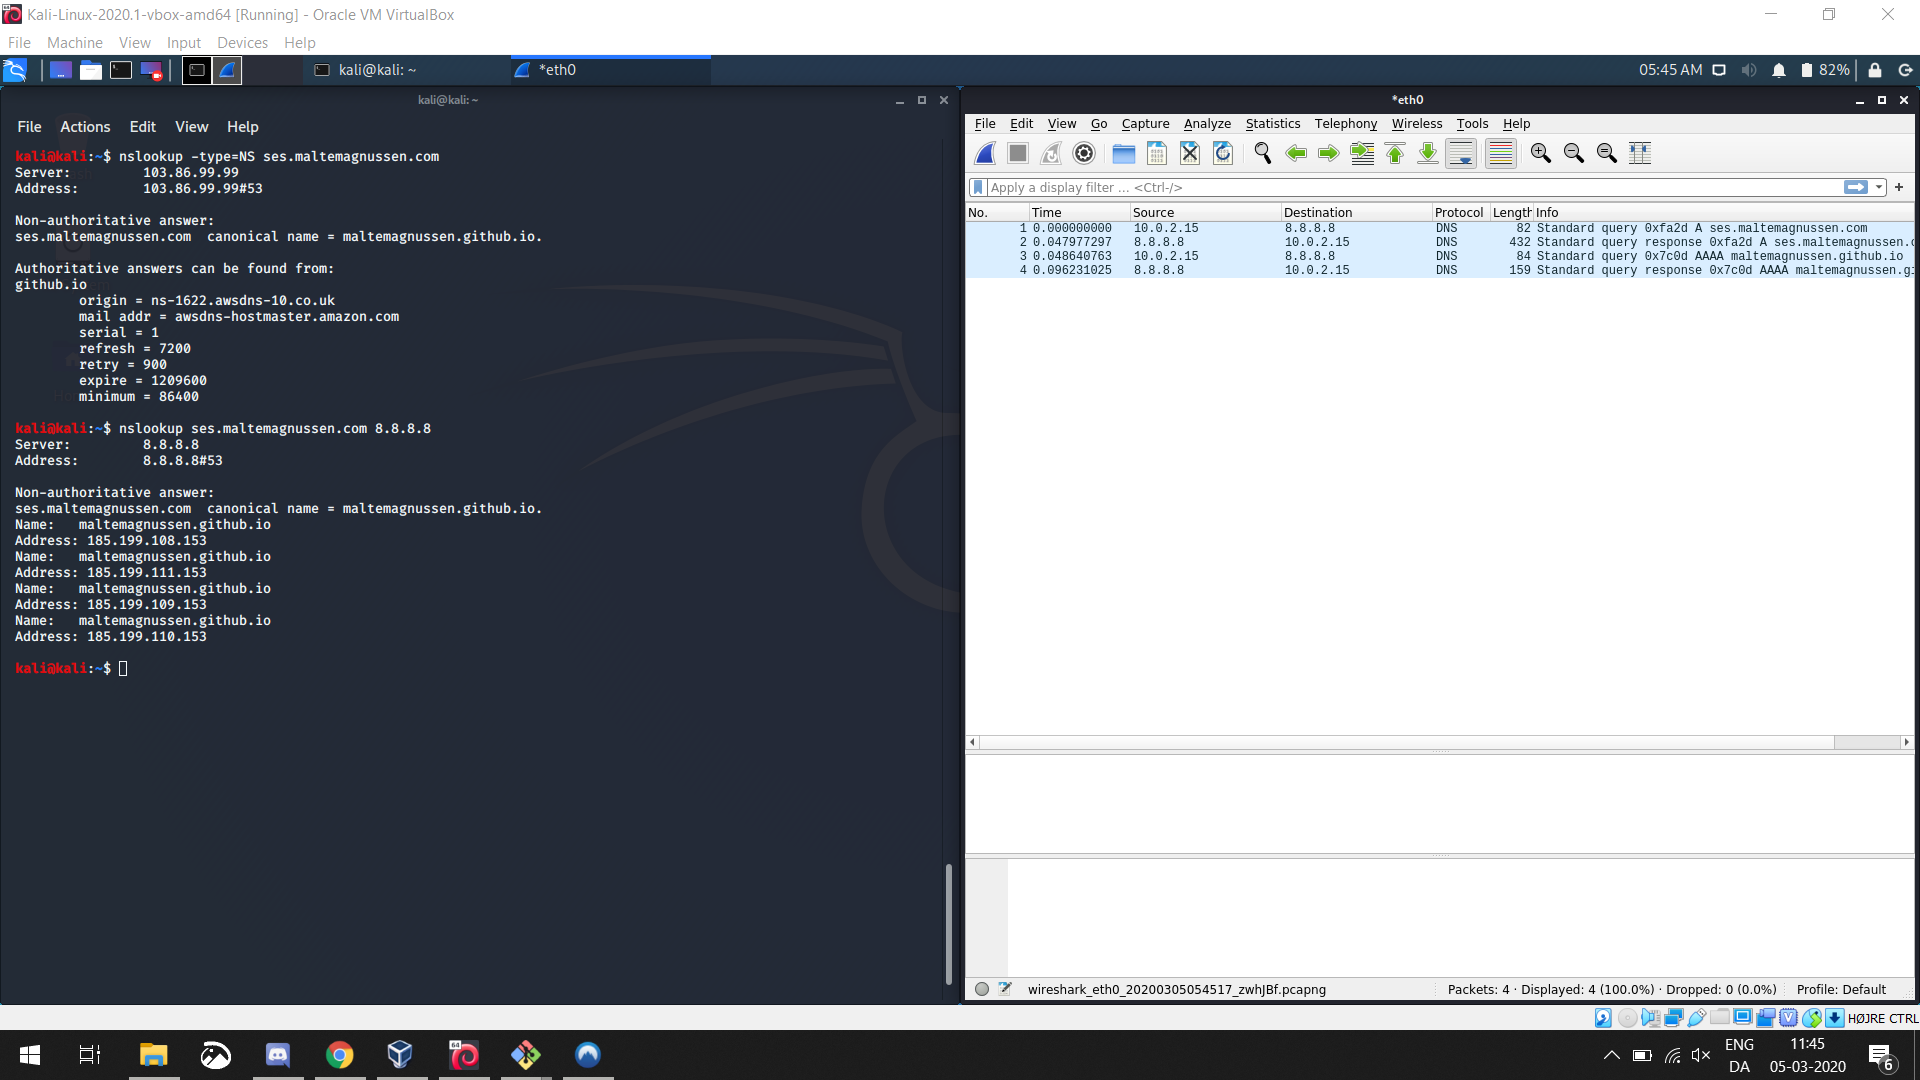 Kali-Linux-2020.1-vbox-amd64 [Running] - Oracle VM VirtualBox
File Machine View Input Devices Help
kali@kali: ~
*eth0
05:45 AM
82%
kali@kali: ~
File Actions Edit View Help
kali@kali:~$ nslookup -type=NS ses.maltemagnussen.com
Server: 103.86.99.99
Address: 103.86.99.99#53
Non-authoritative answer:
ses.maltemagnussen.com canonical name = maltemagnussen.github.io.
Authoritative answers can be found from:
github.io
origin = ns-1622.awsdns-10.co.uk
mail addr = awsdns-hostmaster.amazon.com
serial = 1
refresh = 7200
retry = 900
expire = 1209600
minimum = 86400
kali@kali:~$ nslookup ses.maltemagnussen.com 8.8.8.8
Server: 8.8.8.8
Address: 8.8.8.8#53
Non-authoritative answer:
ses.maltemagnussen.com canonical name = maltemagnussen.github.io.
Name: maltemagnussen.github.io
Address: 185.199.108.153
Name: maltemagnussen.github.io
Address: 185.199.111.153
Name: maltemagnussen.github.io
Address: 185.199.109.153
Name: maltemagnussen.github.io
Address: 185.199.110.153
kali@kali:~$
*eth0
File Edit View Go Capture Analyze Statistics Telephony Wireless Tools Help
Apply a display filter ... <Ctrl-/>
No. Time Source Destination Protocol Length Info
1 0.000000000 10.0.2.15 8.8.8.8 DNS 82 Standard query 0xfa2d A ses.maltemagnussen.com
2 0.047977297 8.8.8.8 10.0.2.15 DNS 432 Standard query response 0xfa2d A ses.maltemagnussen.c
3 0.048640763 10.0.2.15 8.8.8.8 DNS 84 Standard query 0x7c0d AAAA maltemagnussen.github.io
4 0.096231025 8.8.8.8 10.0.2.15 DNS 159 Standard query response 0x7c0d AAAA maltemagnussen.gi
wireshark_eth0_20200305054517_zwhJBf.pcapng
Packets: 4 · Displayed: 4 (100.0%) · Dropped: 0 (0.0%)
Profile: Default
HØJRE CTRL
ENG
DA
11:45
05-03-2020
6